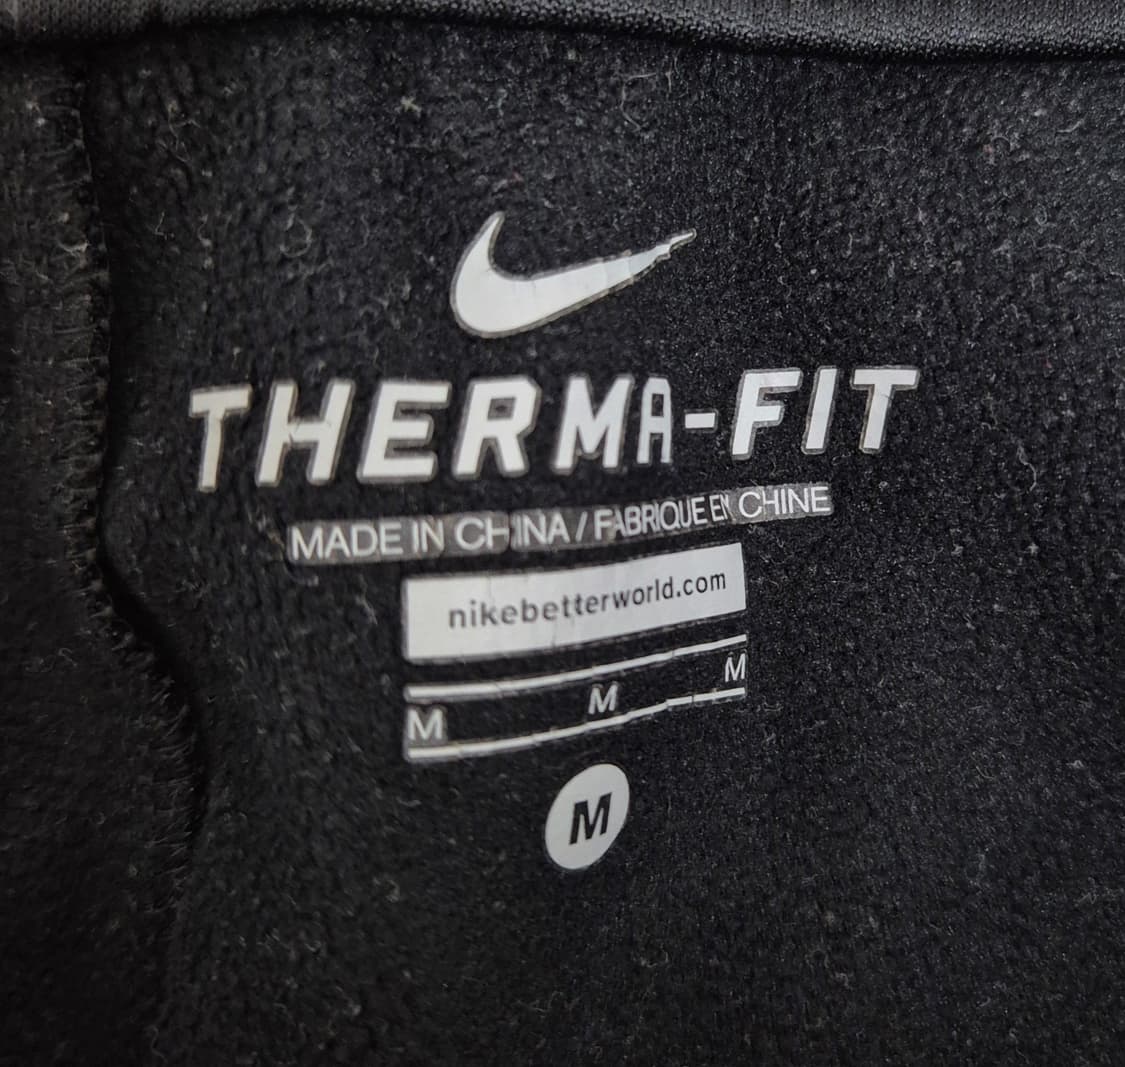 THERMA-FIT
MADE IN CHINA / FABRIQUE EN CHINE
nikebetterworld.com
M M M
M